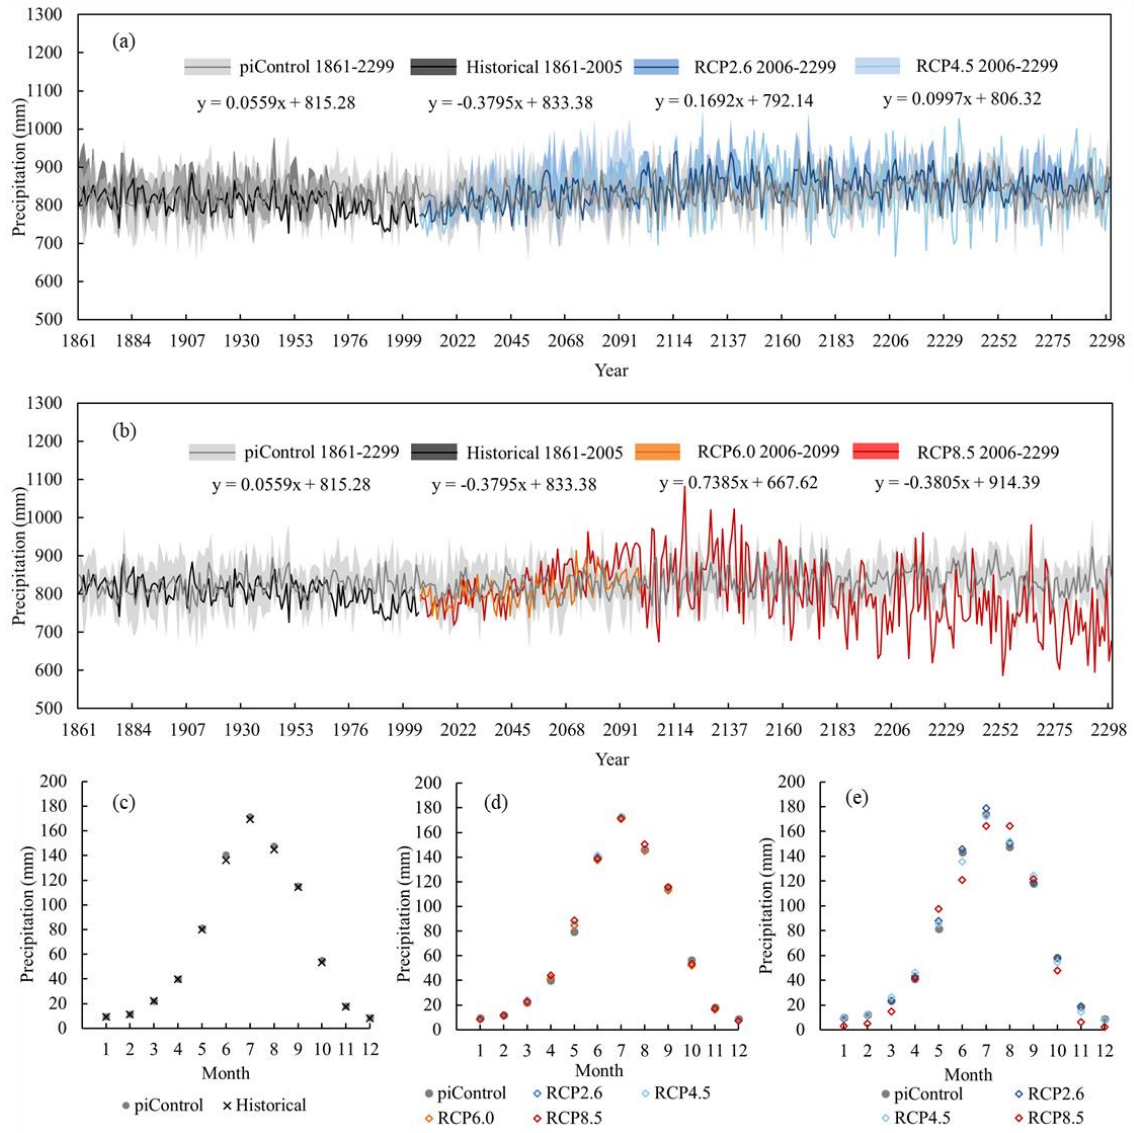 1300
(a)
1200
piControl 1861-2299 Historical 1861-2005 RCP2.6 2006-2299 RCP4.5 2006-2299
1100
y = 0.0559x + 815.28 y = -0.3795x + 833.38 y = 0.1692x + 792.14 y = 0.0997x + 806.32
1000
900
800
700
600
500
Precipitation (mm)
1861 1884 1907 1930 1953 1976 1999 2022 2045 2068 2091 2114 2137 2160 2183 2206 2229 2252 2275 2298
Year
1300
(b)
1200
piControl 1861-2299 Historical 1861-2005 RCP6.0 2006-2099 RCP8.5 2006-2299
1100
y = 0.0559x + 815.28 y = -0.3795x + 833.38 y = 0.7385x + 667.62 y = -0.3805x + 914.39
1000
900
800
700
600
500
Precipitation (mm)
1861 1884 1907 1930 1953 1976 1999 2022 2045 2068 2091 2114 2137 2160 2183 2206 2229 2252 2275 2298
Year
(c)
200
180
160
140
120
100
80
60
40
20
0
Precipitation (mm)
1 2 3 4 5 6 7 8 9 10 11 12
Month
piControl Historical
(d)
200
180
160
140
120
100
80
60
40
20
0
Precipitation (mm)
1 2 3 4 5 6 7 8 9 10 11 12
Month
piControl RCP2.6 RCP4.5
RCP6.0 RCP8.5
(e)
200
180
160
140
120
100
80
60
40
20
0
Precipitation (mm)
1 2 3 4 5 6 7 8 9 10 11 12
Month
piControl RCP2.6
RCP4.5 RCP8.5